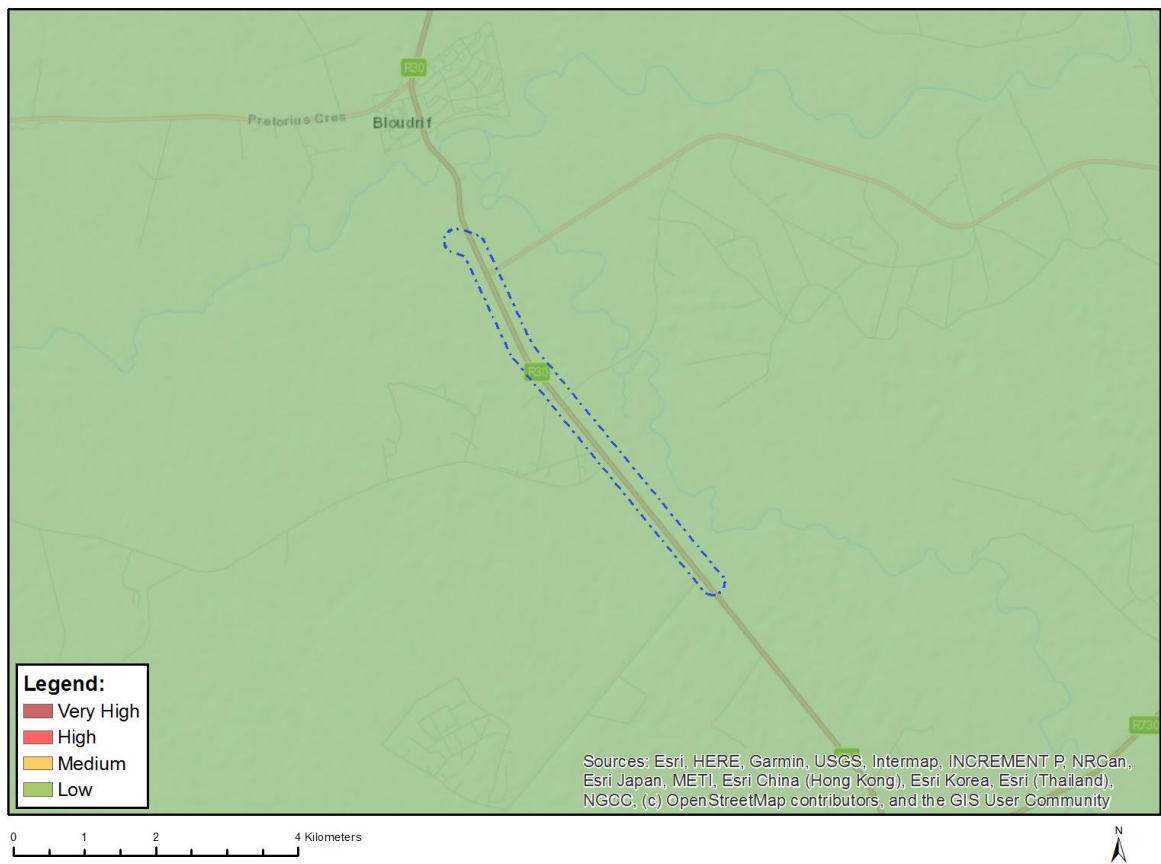 R30
Pretorius Cres
Bloudrif
R30
R730
Legend:
Very High
High
Medium
Low
Sources: Esri, HERE, Garmin, USGS, Intermap, INCREMENT P, NRCan,
Esri Japan, METI, Esri China (Hong Kong), Esri Korea, Esri (Thailand),
NGCC, (c) OpenStreetMap contributors, and the GIS User Community
0 1 2 4 Kilometers
N